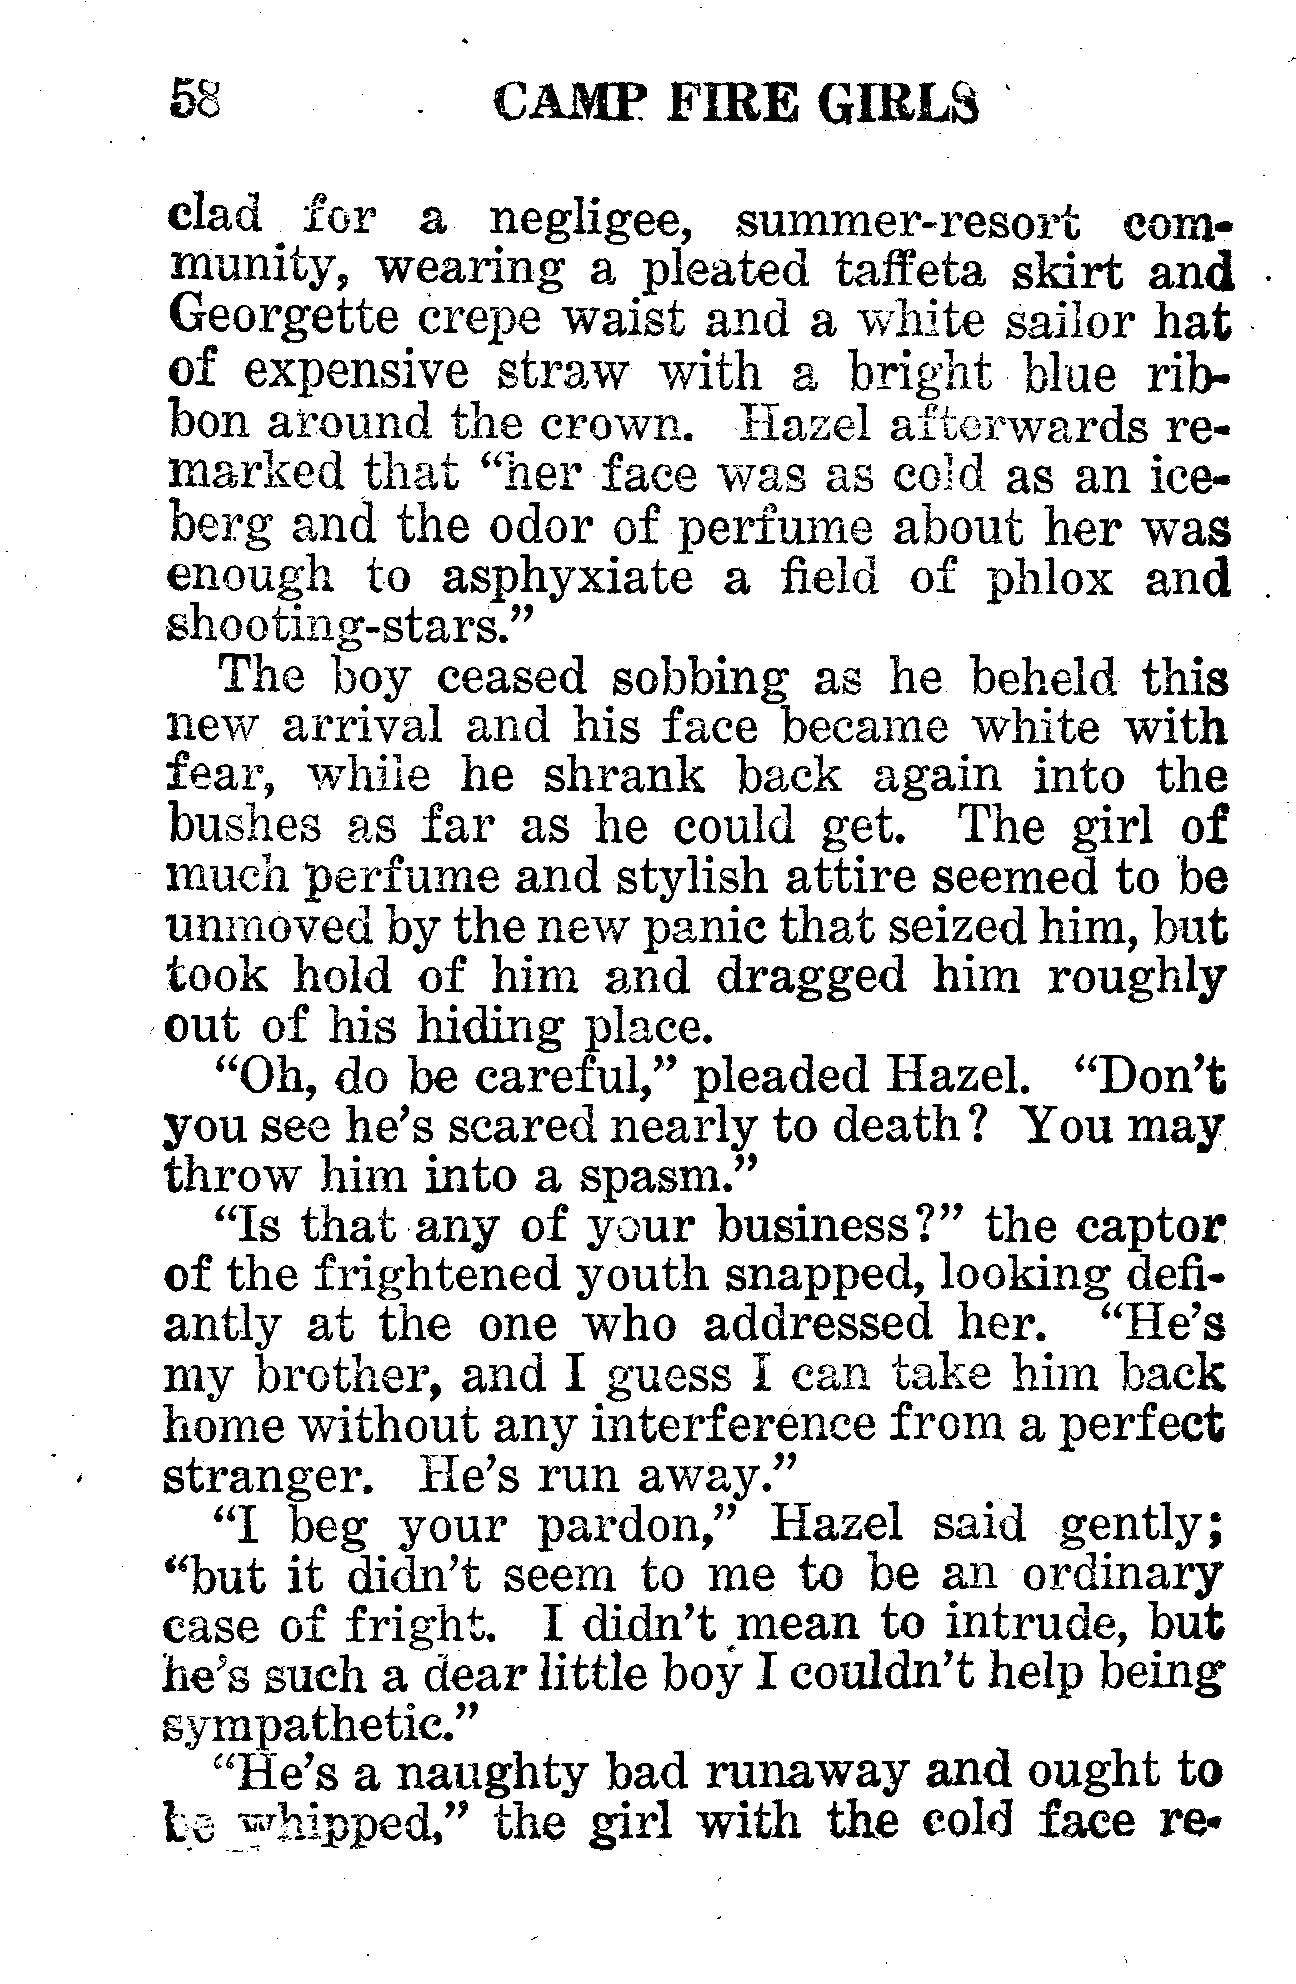 58 CAMP FIRE GIRLS
clad for a negligee, summer-resort com-
munity, wearing a pleated taffeta skirt and
Georgette crepe waist and a white sailor hat
of expensive straw with a bright blue rib-
bon around the crown. Hazel afterwards re-
marked that “her face was as cold as an ice-
berg and the odor of perfume about her was
enough to asphyxiate a field of phlox and
shooting-stars.”
The boy ceased sobbing as he beheld this
new arrival and his face became white with
fear, while he shrank back again into the
bushes as far as he could get. The girl of
much perfume and stylish attire seemed to be
unmoved by the new panic that seized him, but
took hold of him and dragged him roughly
out of his hiding place.
“Oh, do be careful,” pleaded Hazel. “Don’t
you see he’s scared nearly to death? You may
throw him into a spasm.”
“Is that any of your business?” the captor
of the frightened youth snapped, looking defi-
antly at the one who addressed her. “He’s
my brother, and I guess I can take him back
home without any interference from a perfect
stranger. He’s run away.”
“I beg your pardon,” Hazel said gently;
“but it didn’t seem to me to be an ordinary
case of fright. I didn’t mean to intrude, but
he’s such a dear little boy I couldn’t help being
sympathetic.”
“He’s a naughty bad runaway and ought to
be whipped,” the girl with the cold face re-